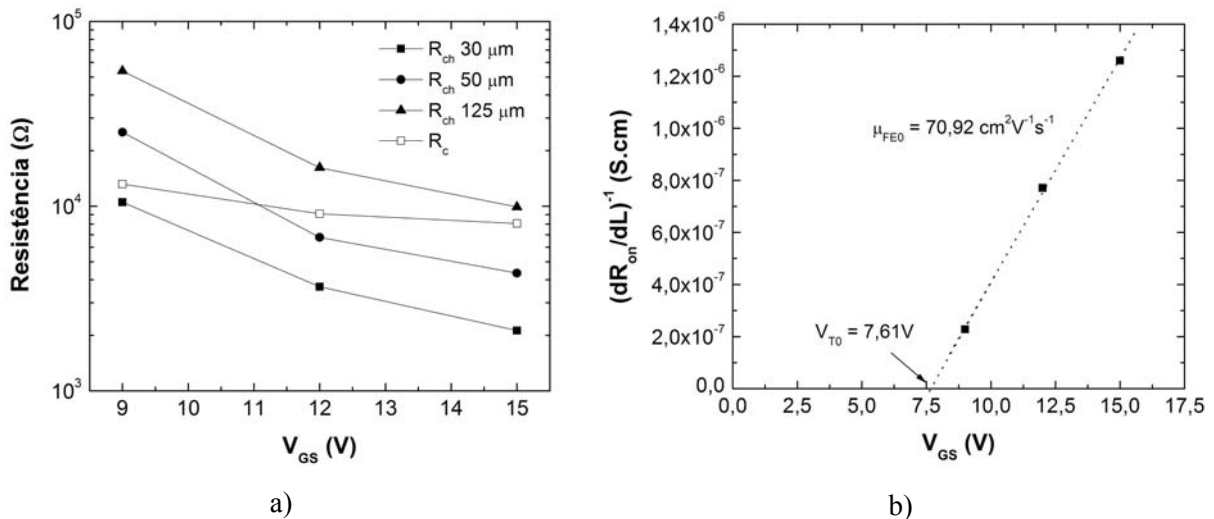 10^5
10^4
10^3
Resistência (Ω)
R_ch 30 μm
R_ch 50 μm
R_ch 125 μm
R_c
9 10 11 12 13 14 15
V_GS (V)
a)
1,4x10^-6
1,2x10^-6
1,0x10^-6
8,0x10^-7
6,0x10^-7
4,0x10^-7
2,0x10^-7
0,0
(dR_on/dL)^-1 (S.cm)
μ_FE0 = 70,92 cm^2V^-1s^-1
V_T0 = 7,61V
0,0 2,5 5,0 7,5 10,0 12,5 15,0 17,5
V_GS (V)
b)